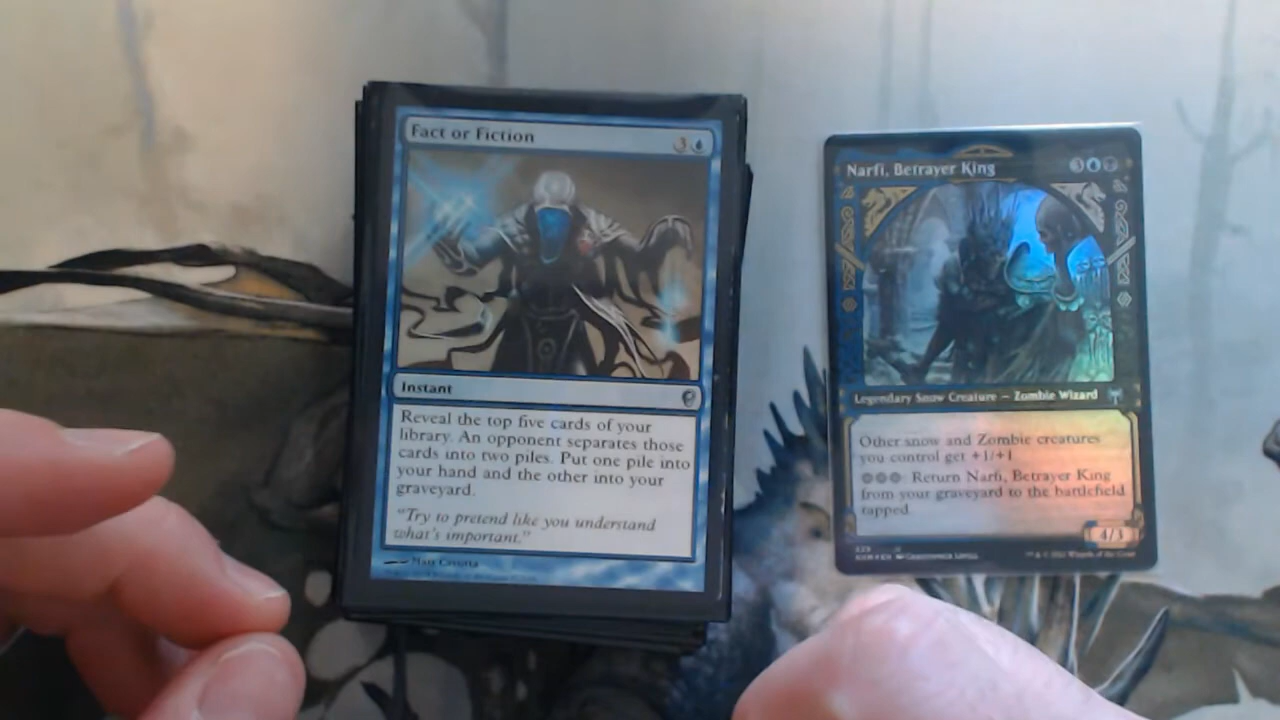 Fact or Fiction
3
Instant
Reveal the top five cards of your
library. An opponent separates those
cards into two piles. Put one pile into
your hand and the other into your
graveyard.
"Try to pretend like you understand
what's important."
Narfi, Betrayer King
3
Legendary Snow Creature – Zombie Wizard
Other snow and Zombie creatures
you control get +1/+1
: Return Narfi, Betrayer King
from your graveyard to the battlefield
tapped.
4/3